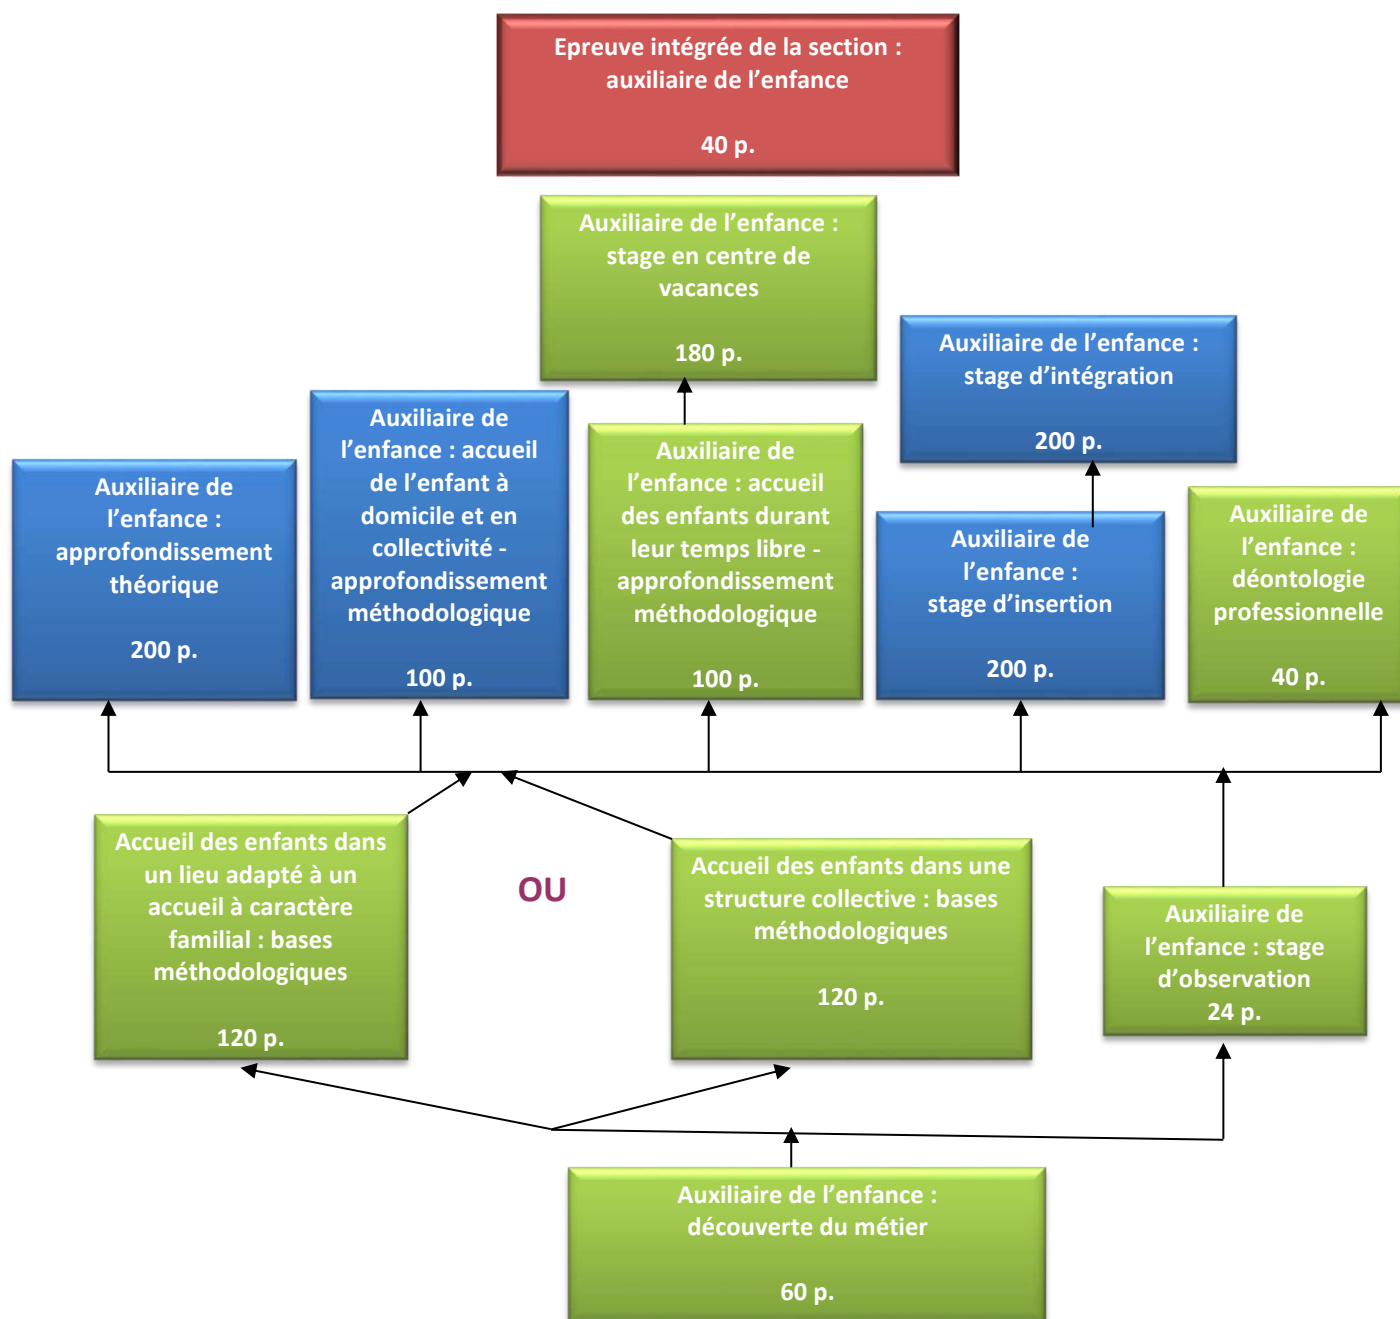 Epreuve intégrée de la section :
auxiliaire de l’enfance
40 p.
Auxiliaire de l’enfance :
stage en centre de
vacances
180 p.
Auxiliaire de l’enfance :
stage d’intégration
200 p.
Auxiliaire de
l’enfance :
approfondissement
théorique
200 p.
Auxiliaire de
l’enfance : accueil
de l’enfant à
domicile et en
collectivité -
approfondissement
méthodologique
100 p.
Auxiliaire de
l’enfance : accueil
des enfants durant
leur temps libre -
approfondissement
méthodologique
100 p.
Auxiliaire de
l’enfance :
stage d’insertion
200 p.
Auxiliaire de
l’enfance :
déontologie
professionnelle
40 p.
Accueil des enfants dans
un lieu adapté à un
accueil à caractère
familial : bases
méthodologiques
120 p.
OU
Accueil des enfants dans une
structure collective : bases
méthodologiques
120 p.
Auxiliaire de
l’enfance : stage
d’observation
24 p.
Auxiliaire de l’enfance :
découverte du métier
60 p.